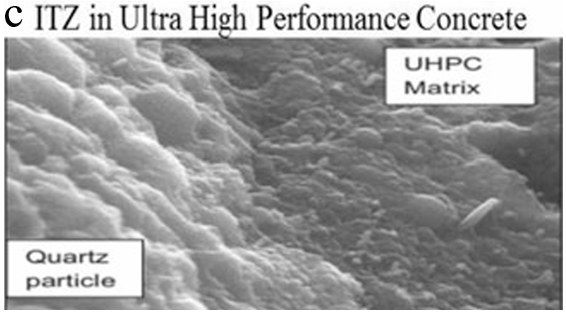 c ITZ in Ultra High Performance Concrete
UHPC
Matrix
Quartz
particle